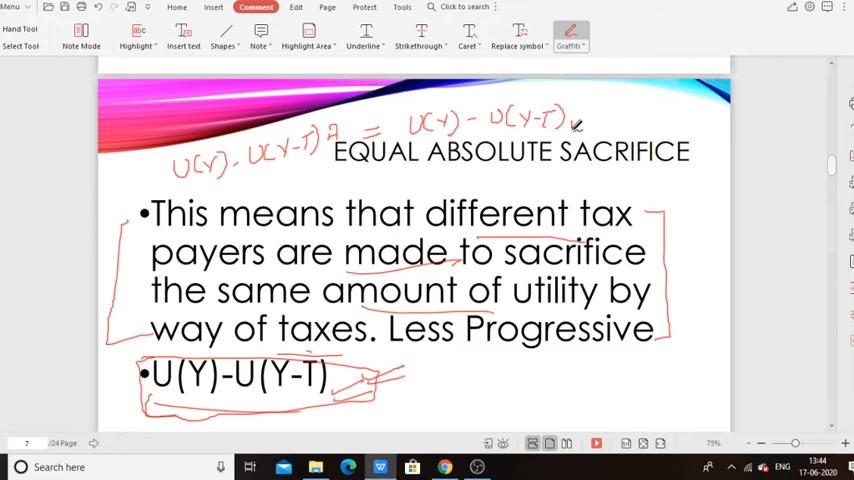 Menu Home Insert Comment Edit Page Protect Tools Click to search
Hand Tool
Select Tool
Note Mode Highlight Insert text Shapes Note Highlight Area Underline Strikethrough Caret Replace symbol Graffiti
U(Y) - U(Y-T) A = U(Y) - U(Y-T)
EQUAL ABSOLUTE SACRIFICE
•This means that different tax
payers are made to sacrifice
the same amount of utility by
way of taxes. Less Progressive
•U(Y)-U(Y-T)
7 /24 Page 75%
Search here ENG 13:44
17-06-2020